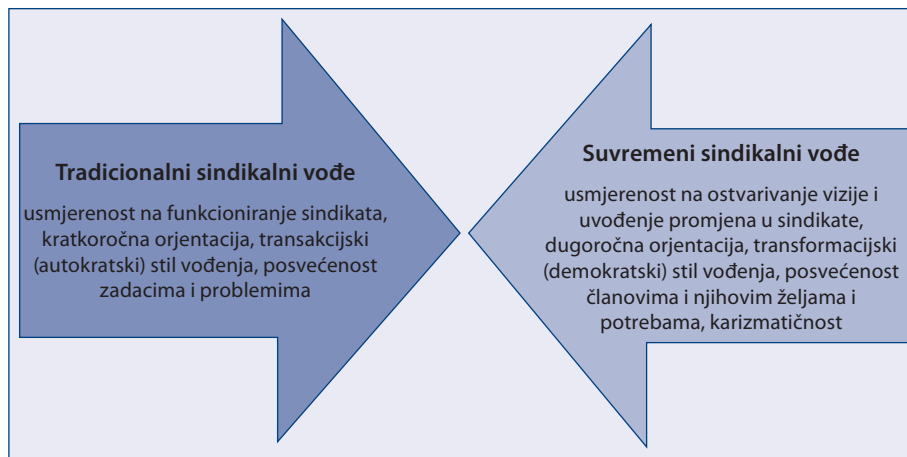 Tradicionalni sindikalni vođe
usmjerenost na funkcioniranje sindikata,
kratkoročna orjentacija, transakcijski
(autokratski) stil vođenja, posvećenost
zadacima i problemima
Suvremeni sindikalni vođe
usmjerenost na ostvarivanje vizije i
uvođenje promjena u sindikate,
dugoročna orjentacija, transformacijski
(demokratski) stil vođenja, posvećenost
članovima i njihovim željama i
potrebama, karizmatičnost